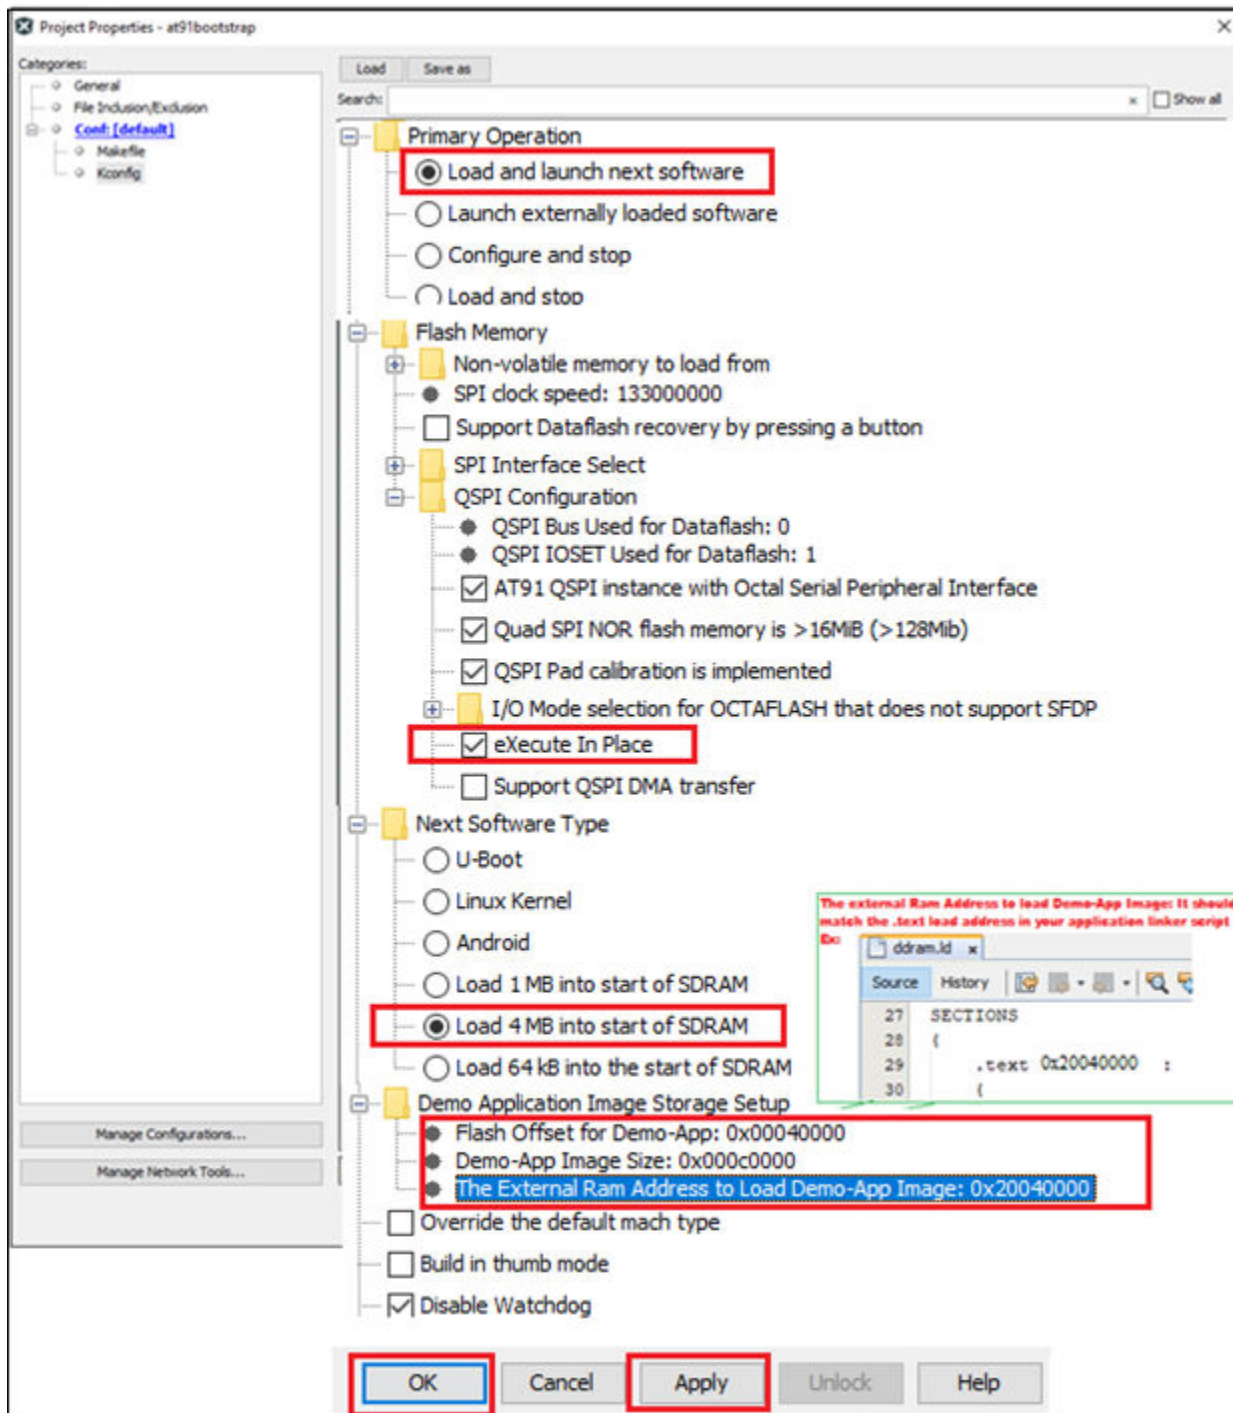 Project Properties - at91bootstrap
Categories:
General
File Inclusion/Exclusion
Conf: [default]
Makefile
Kconfig
Manage Configurations...
Manage Network Tools...
Load Save as
Search: Show all
Primary Operation
Load and launch next software
Launch externally loaded software
Configure and stop
Load and stop
Flash Memory
Non-volatile memory to load from
SPI clock speed: 133000000
Support Dataflash recovery by pressing a button
SPI Interface Select
QSPI Configuration
QSPI Bus Used for Dataflash: 0
QSPI IOSET Used for Dataflash: 1
AT91 QSPI instance with Octal Serial Peripheral Interface
Quad SPI NOR flash memory is >16MiB (>128Mib)
QSPI Pad calibration is implemented
I/O Mode selection for OCTAFLASH that does not support SFDP
eXecute In Place
Support QSPI DMA transfer
Next Software Type
U-Boot
Linux Kernel
Android
Load 1 MB into start of SDRAM
Load 4 MB into start of SDRAM
Load 64 kB into the start of SDRAM
The external Ram Address to load Demo-App Image: It should
match the .text load address in your application linker script
Ex:
ddram.ld x
Source History
27 SECTIONS
28 {
29 .text 0x20040000 :
30 {
Demo Application Image Storage Setup
Flash Offset for Demo-App: 0x00040000
Demo-App Image Size: 0x000c0000
The External Ram Address to Load Demo-App Image: 0x20040000
Override the default mach type
Build in thumb mode
Disable Watchdog
OK Cancel Apply Unlock Help